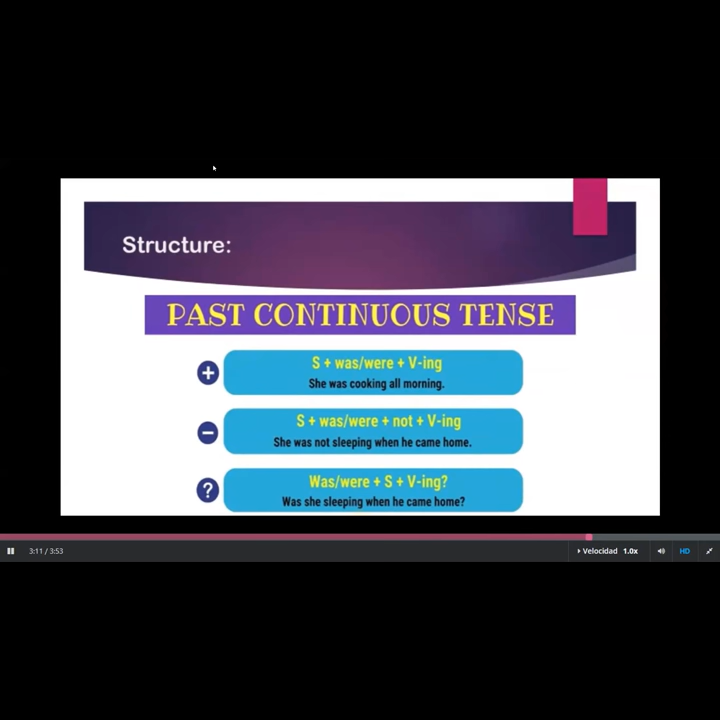 Structure:
PAST CONTINUOUS TENSE
+
S + was/were + V-ing
She was cooking all morning.
−
S + was/were + not + V-ing
She was not sleeping when he came home.
?
Was/were + S + V-ing?
Was she sleeping when he came home?
3:11 / 3:53 Velocidad 1.0x HD